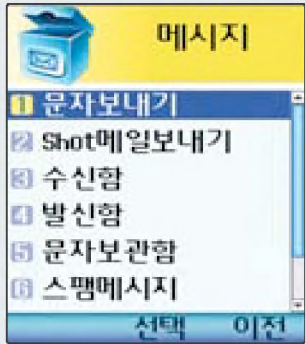 메시지
1 문자보내기
2 Shot메일보내기
3 수신함
4 발신함
5 문자보관함
6 스팸메시지
선택 이전